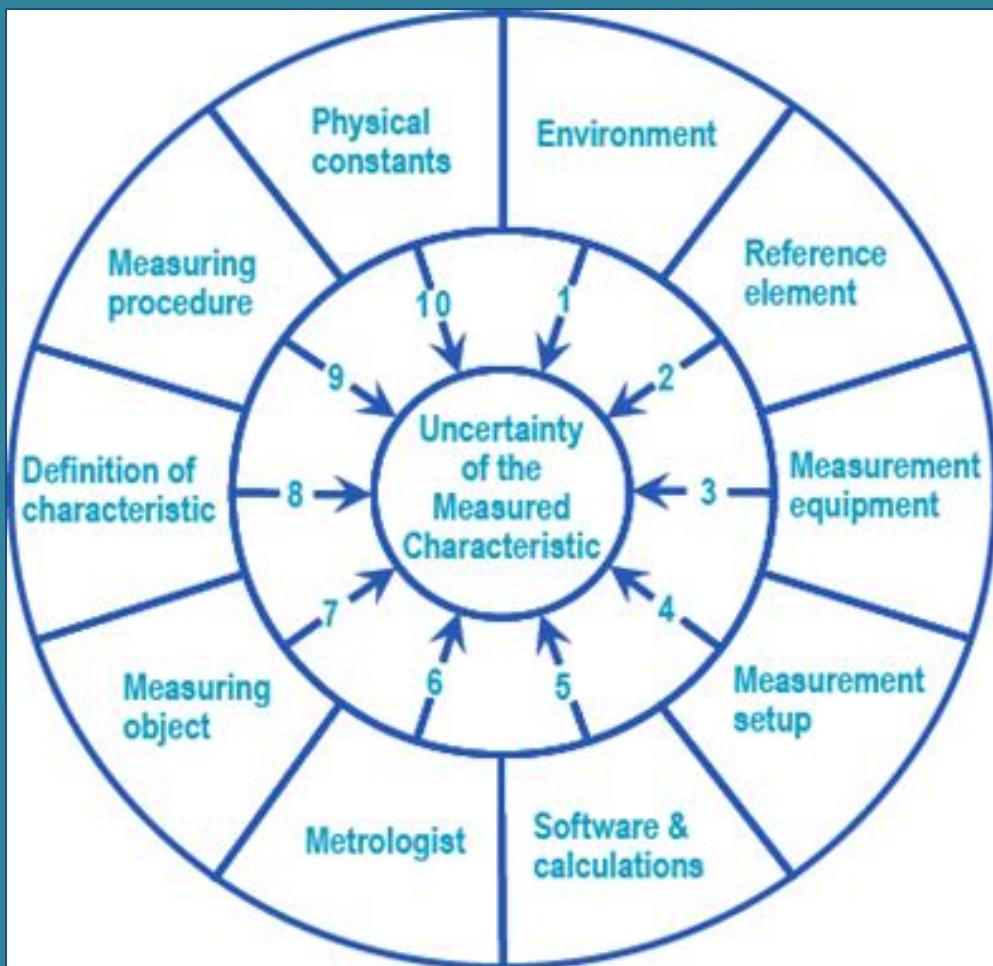 Physical
constants
Environment
Reference
element
Measurement
equipment
Measurement
setup
Software &
calculations
Metrologist
Measuring
object
Definition of
characteristic
Measuring
procedure
1
2
3
4
5
6
7
8
9
10
Uncertainty
of the
Measured
Characteristic